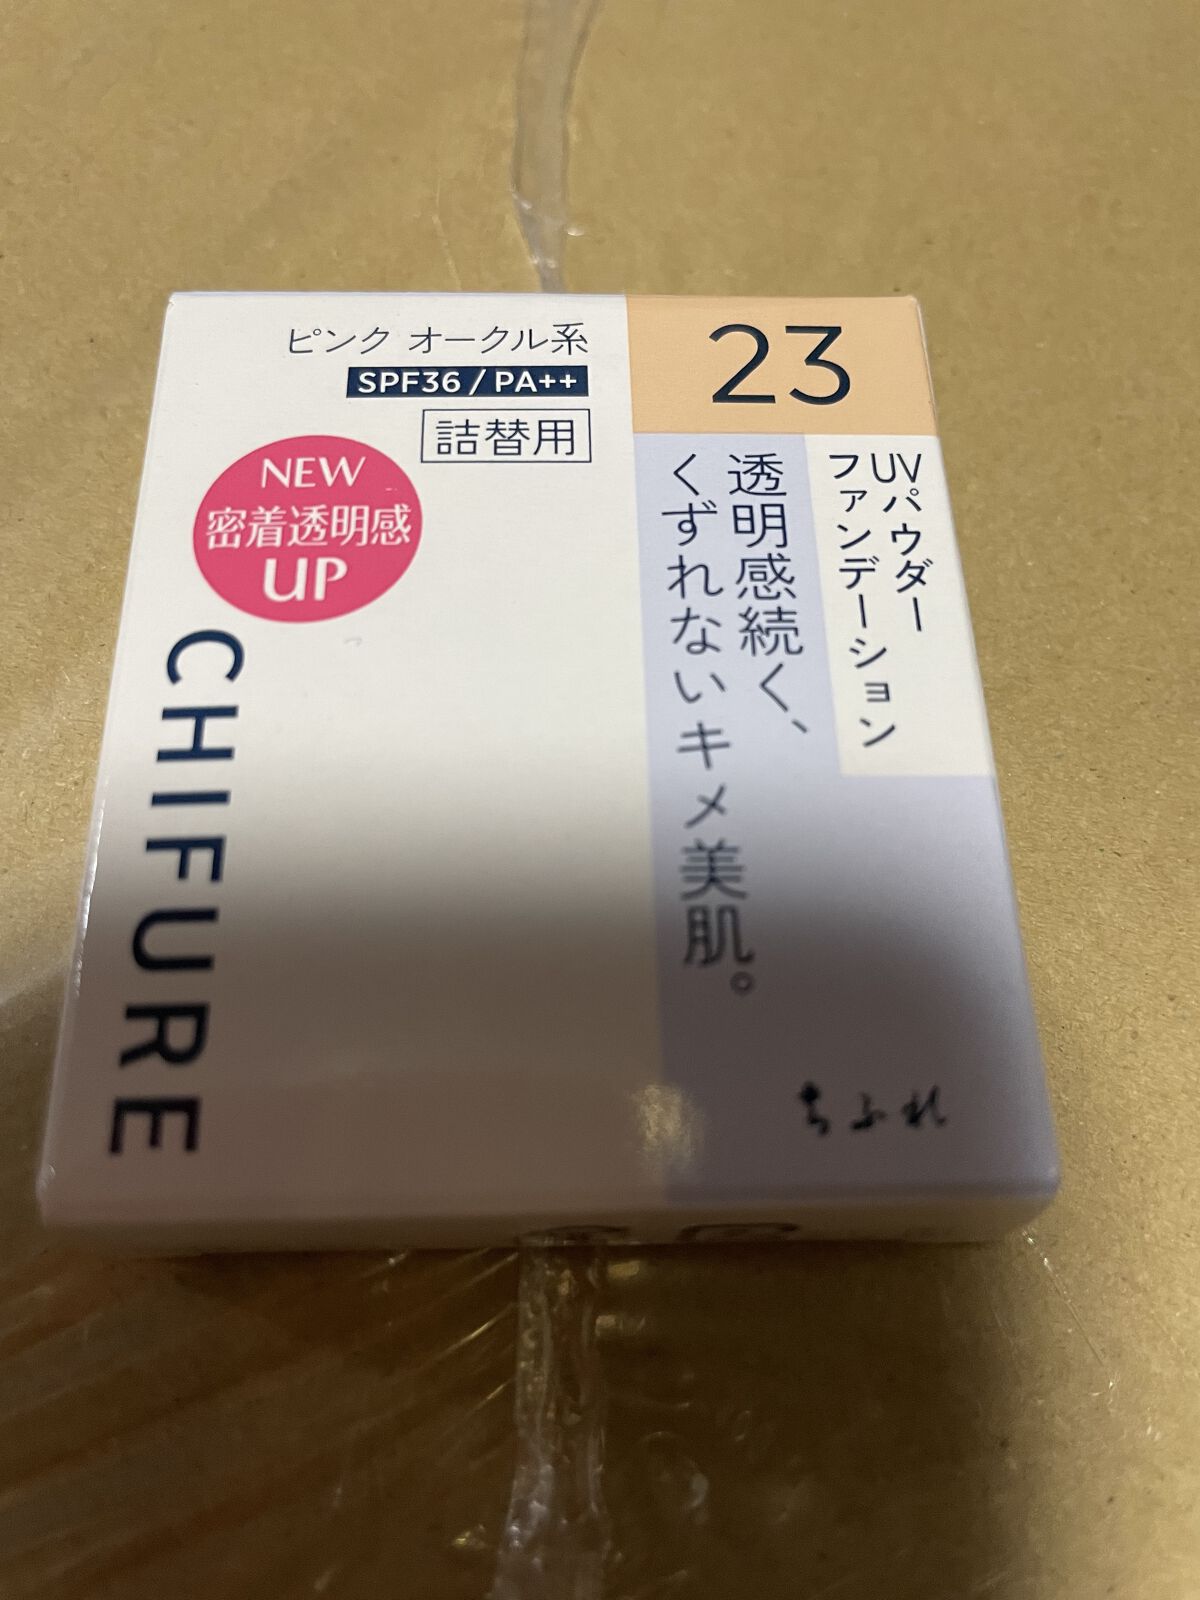 ピンク オークル系
SPF36 / PA++
詰替用
23
UVパウダー
ファンデーション
透明感続く、
くずれないキメ美肌。
NEW
密着透明感
UP
CHIFURE
ちふれ